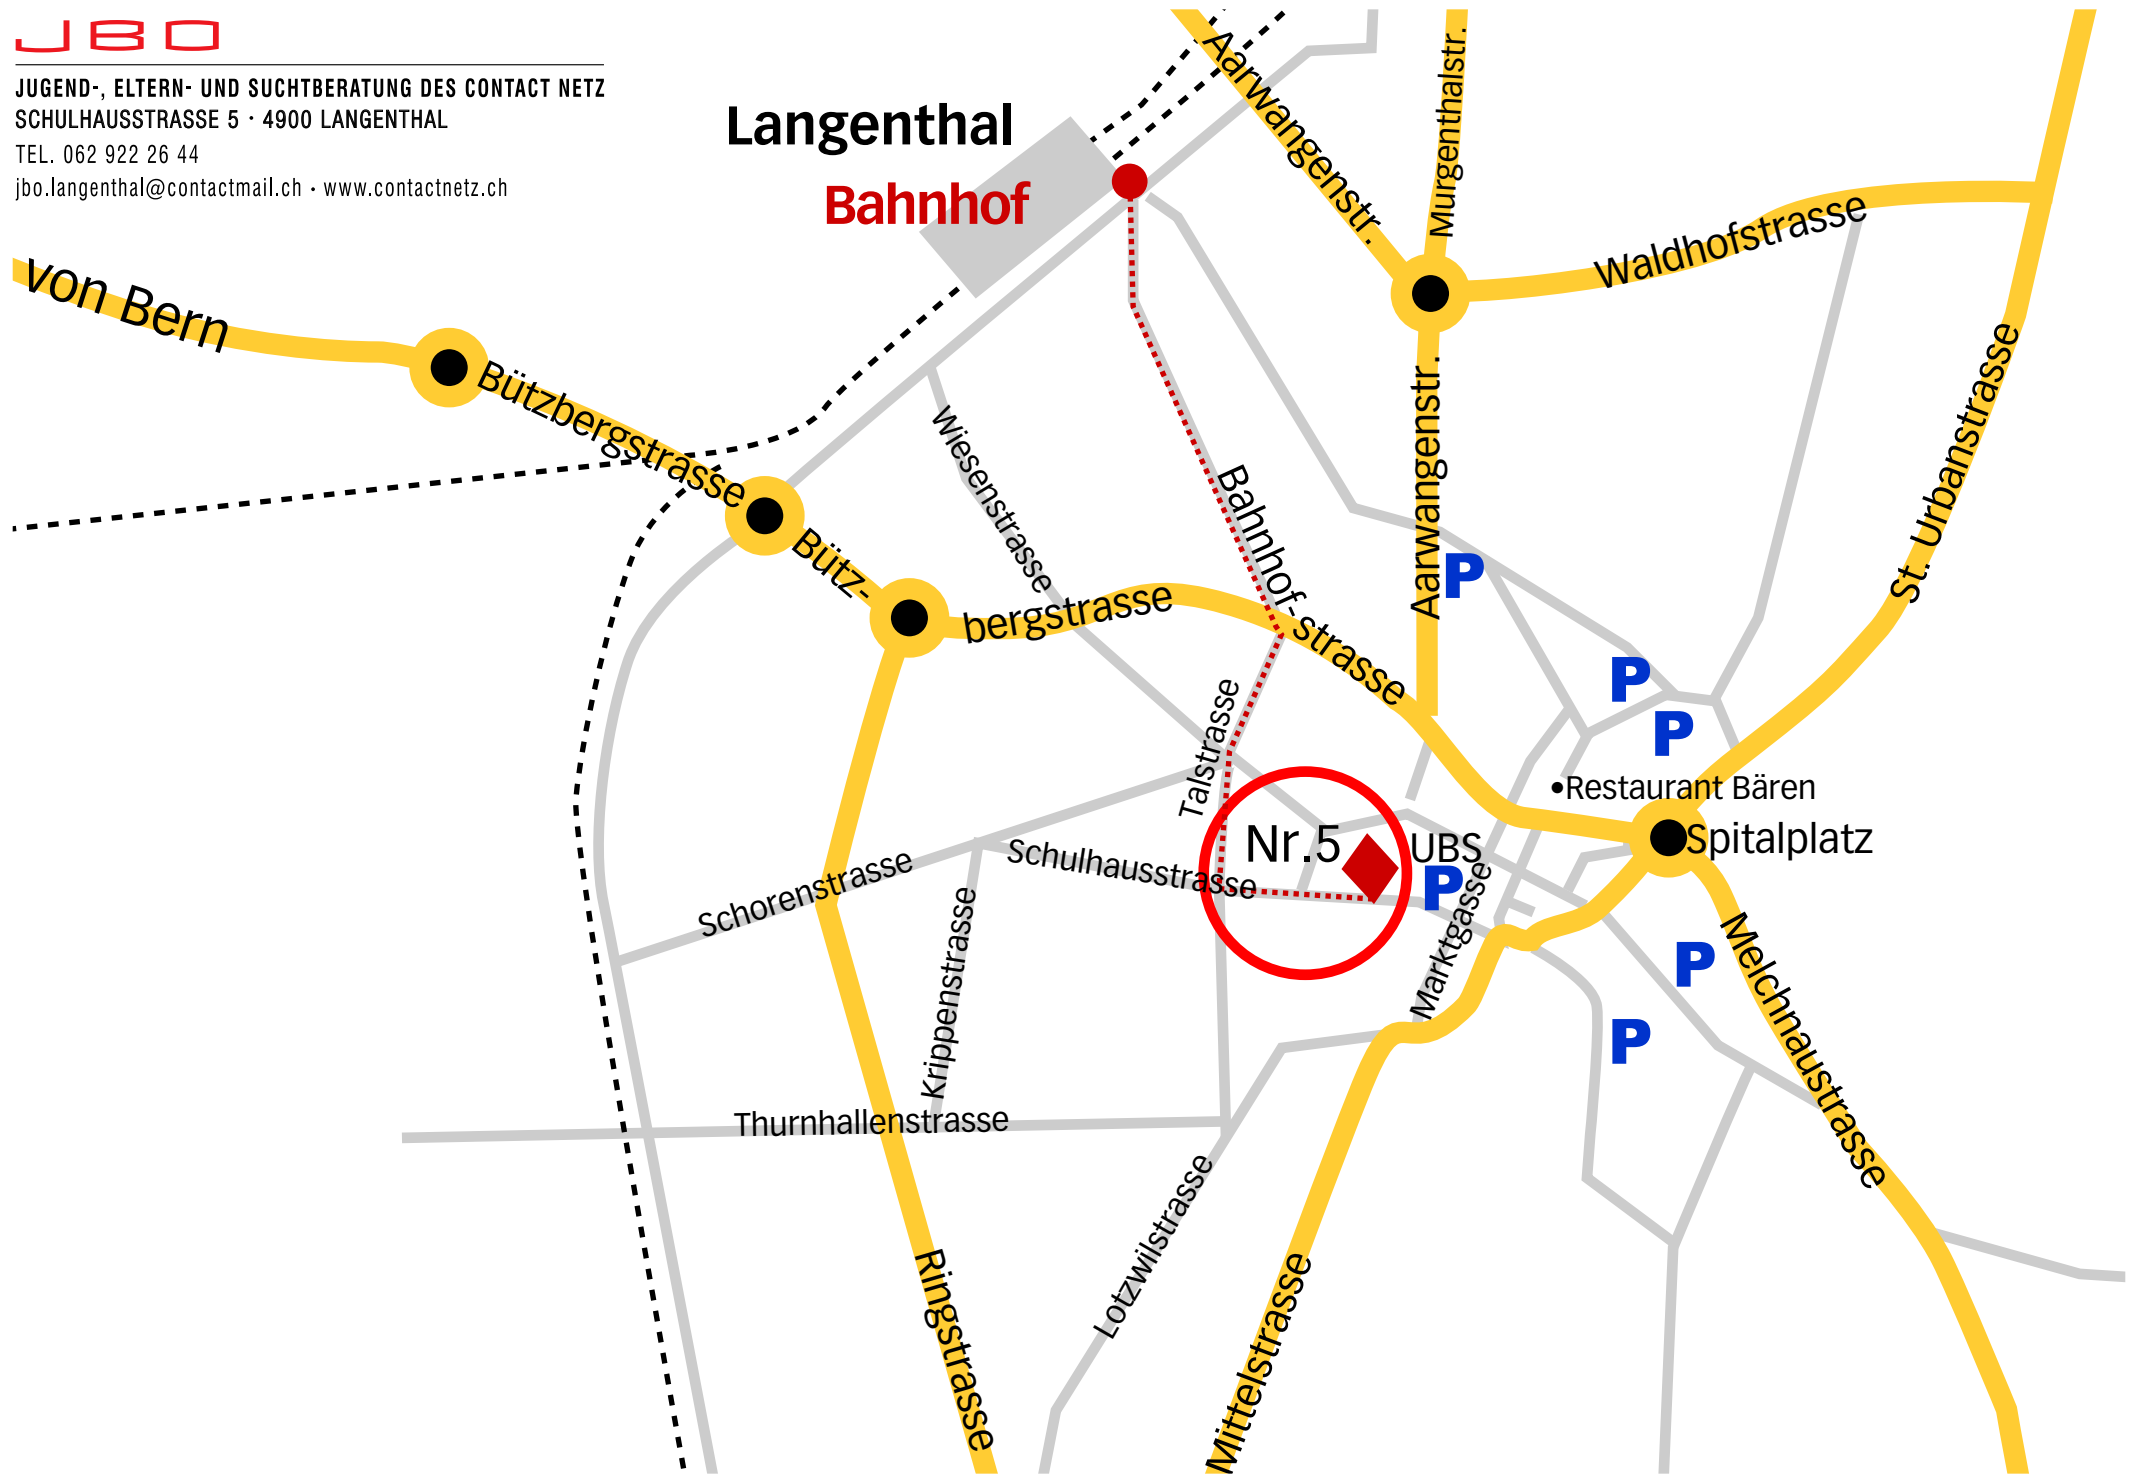 JBO
JUGEND-, ELTERN- UND SUCHTBERATUNG DES CONTACT NETZ
SCHULHAUSSTRASSE 5 · 4900 LANGENTHAL
TEL. 062 922 26 44
jbo.langenthal@contactmail.ch · www.contactnetz.ch
Langenthal
Bahnhof
Aarwangenstr.
Murgenthalstr.
Waldhofstrasse
von Bern
Bützbergstrasse
Bütz-
bergstrasse
Wiesenstrasse
Bahnhof-strasse
Aarwangenstr.
P
St. Urbanstrasse
P
P
Talstrasse
•Restaurant Bären
Spitalplatz
Nr.5
UBS
P
Schulhausstrasse
Schorenstrasse
Krippenstrasse
Marktgasse
P
P
Melchnaustrasse
Thurnhallenstrasse
Lotzwilstrasse
Ringstrasse
Mittelstrasse